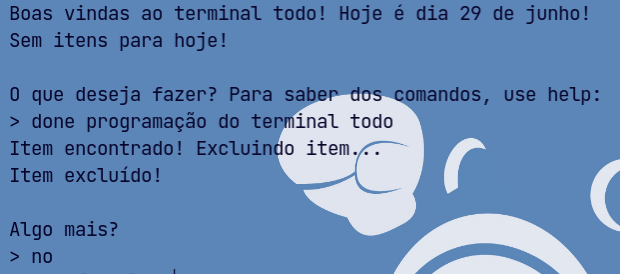 Boas vindas ao terminal todo! Hoje é dia 29 de junho!
Sem itens para hoje!
O que deseja fazer? Para saber dos comandos, use help:
> done programação do terminal todo
Item encontrado! Excluindo item...
Item excluído!
Algo mais?
> no